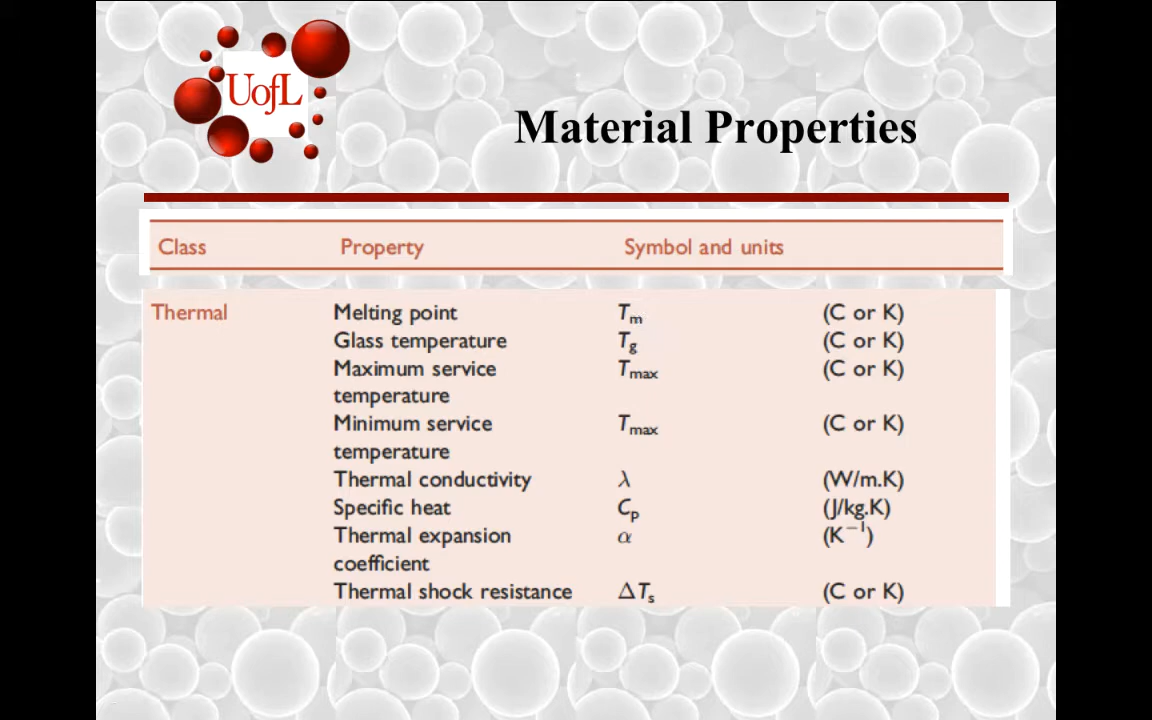 UofL
Material Properties
Class Property Symbol and units
Thermal Melting point Tm (C or K)
Glass temperature Tg (C or K)
Maximum service Tmax (C or K)
temperature
Minimum service Tmax (C or K)
temperature
Thermal conductivity λ (W/m.K)
Specific heat Cp (J/kg.K)
Thermal expansion α (K⁻¹)
coefficient
Thermal shock resistance ΔTs (C or K)